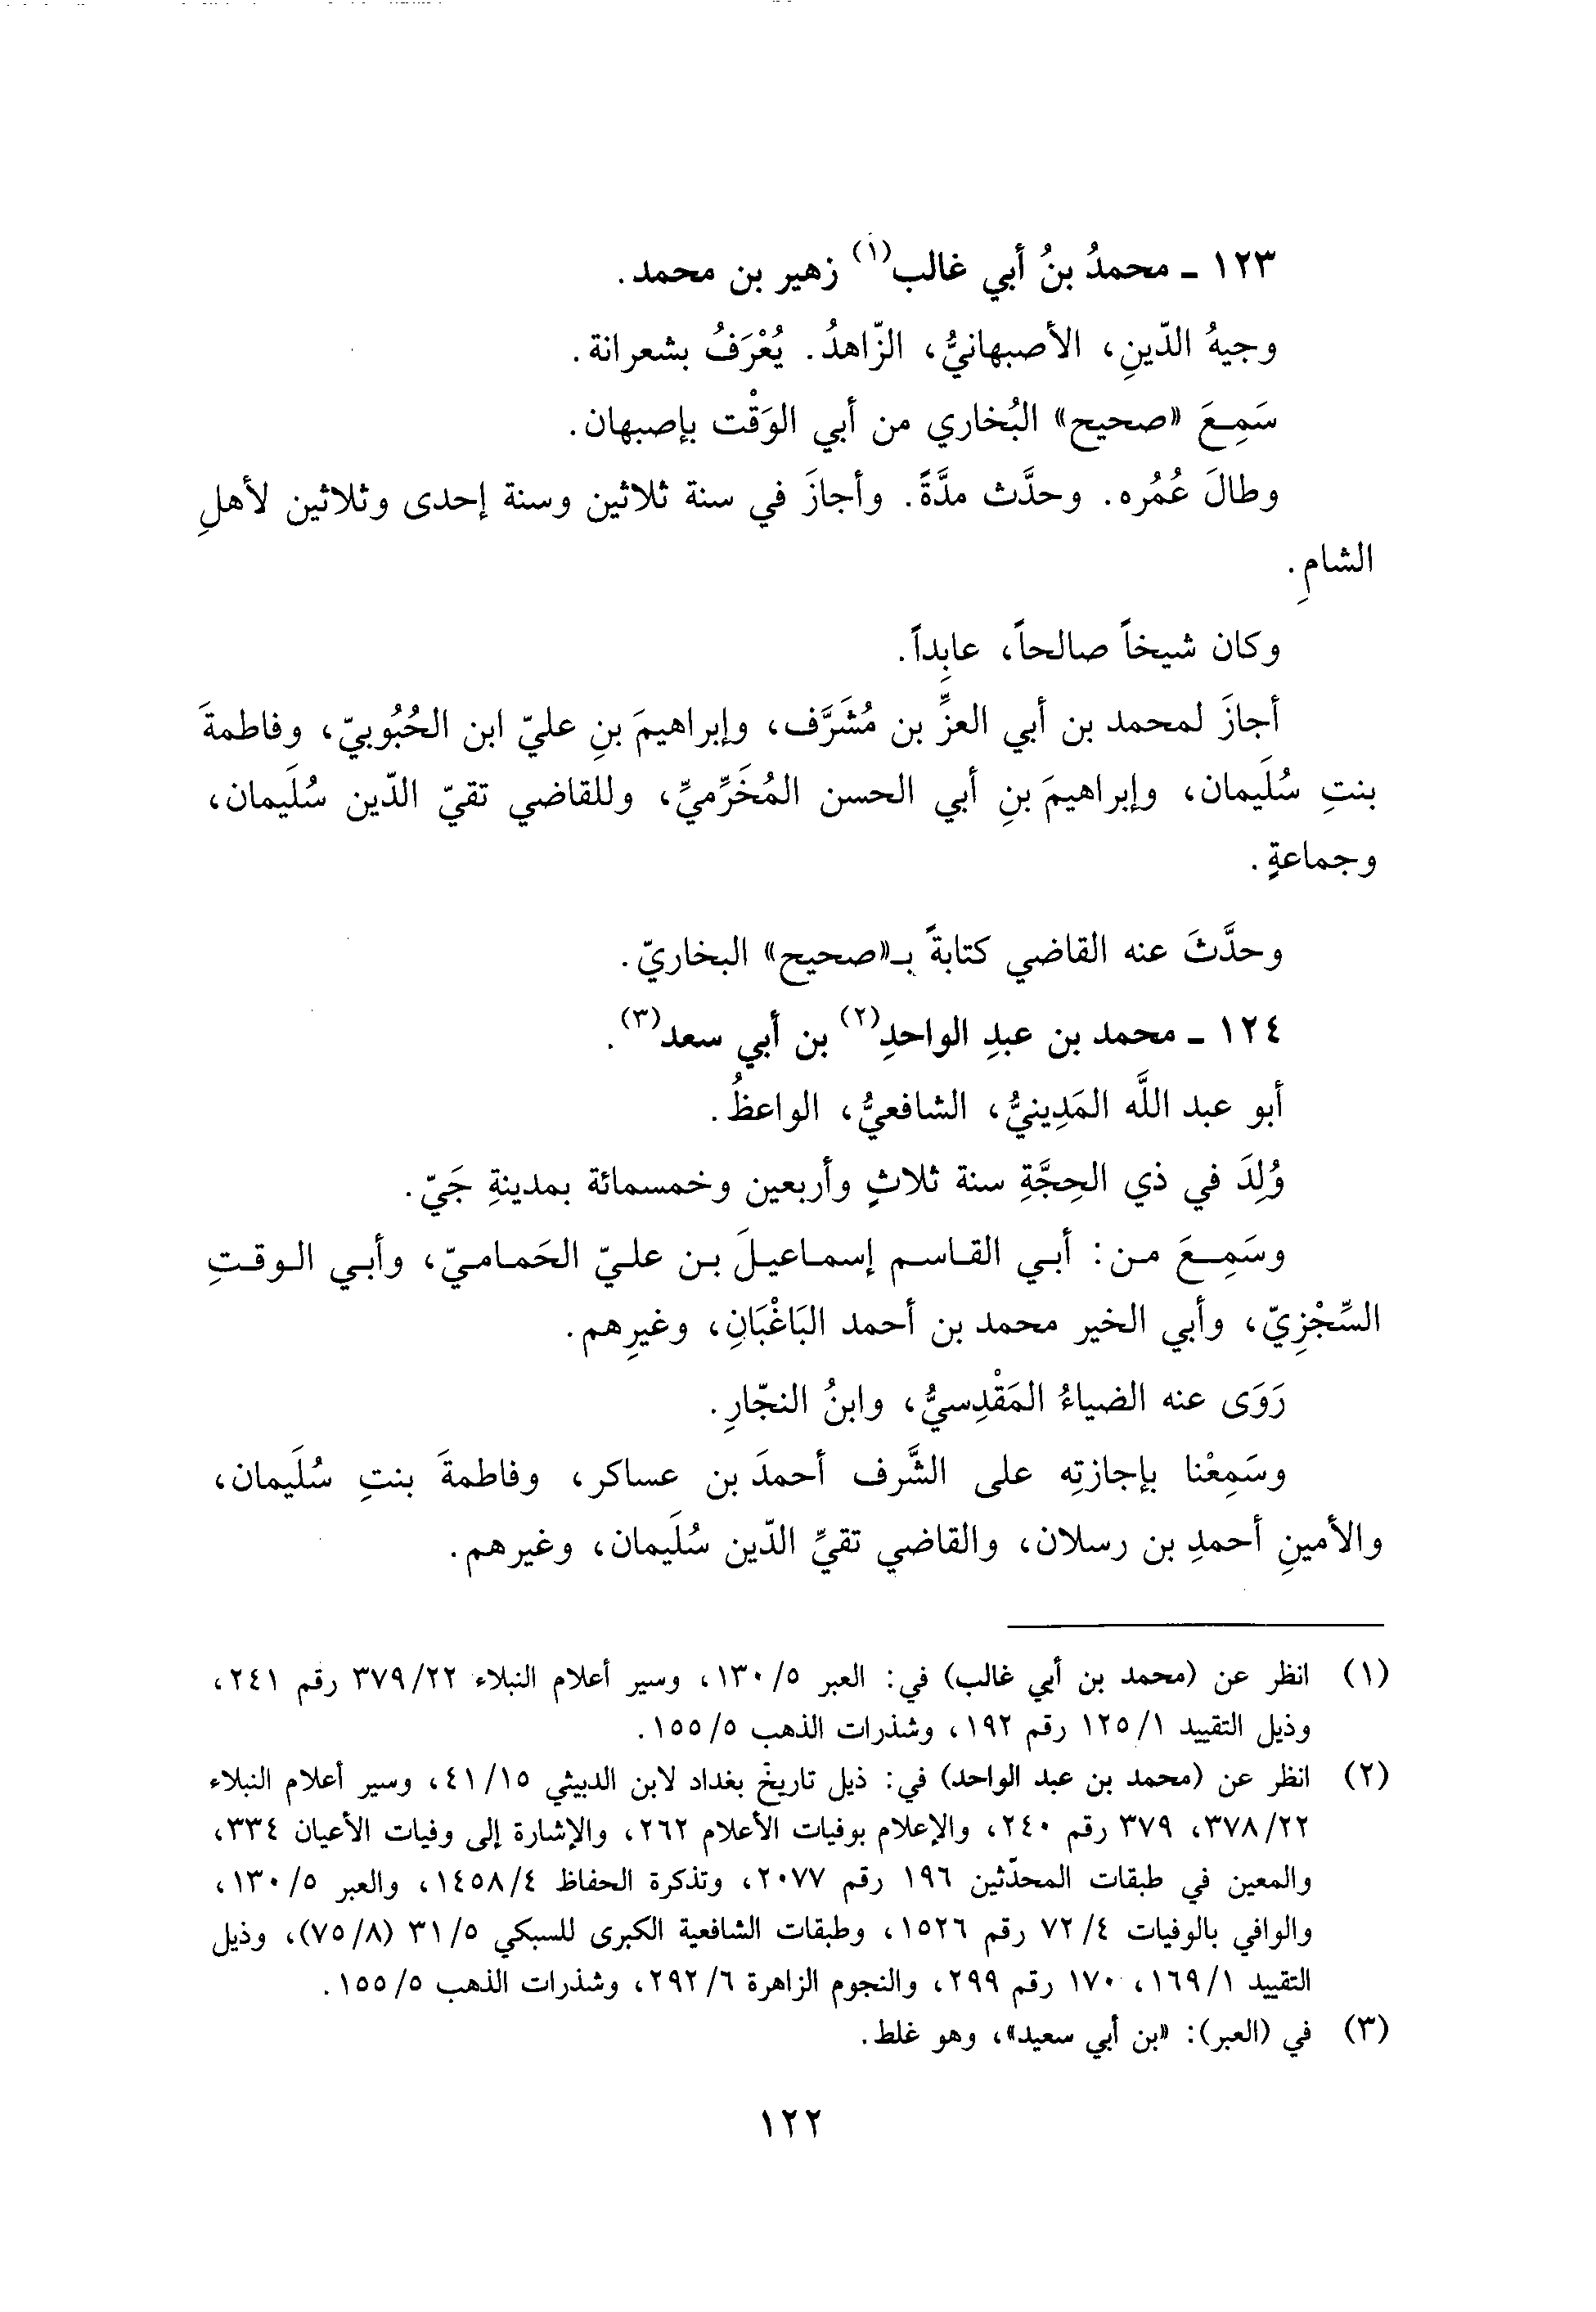 ١٢٣ ـ محمدُ بنُ أبي غالب(١) زهير بن محمد.
وجيهُ الدّينِ، الأصبهانيُّ، الزّاهدُ. يُعْرَفُ بشعرانة.
سَمِعَ «صحيح» البُخاري من أبي الوَقْت بإصبهان.
وطالَ عُمُره. وحدَّث مدَّةً. وأجازَ في سنة ثلاثين وسنة إحدى وثلاثين لأهلِ
الشامِ.
وكان شيخاً صالحاً، عابِداً.
أجازَ لمحمد بن أبي العزِّ بن مُشَرَّف، وإبراهيمَ بنِ عليّ ابن الحُبُوبيّ، وفاطمةَ
بنتِ سُلَيمان، وإبراهيمَ بنِ أبي الحسن المُخَرِّميِّ، وللقاضي تقيّ الدّين سُلَيمان،
وجماعةٍ.
وحدَّثَ عنه القاضي كتابةً بـ«صحيح» البخاريّ.
١٢٤ ـ محمد بن عبدِ الواحدِ(٢) بن أبي سعد(٣).
أبو عبد اللَّه المَدِينيُّ، الشافعيُّ، الواعظُ.
وُلِدَ في ذي الحِجَّةِ سنة ثلاثٍ وأربعين وخمسمائة بمدينةِ جَيّ.
وسَمِعَ من: أبي القاسم إسماعيلَ بن عليّ الحَماميّ، وأبي الوقتِ
السِّجْزِيّ، وأبي الخير محمد بن أحمد البَاغْبَانِ، وغيرِهم.
رَوَى عنه الضياءُ المَقْدِسيُّ، وابنُ النجّارِ.
وسَمِعْنا بإجازتِه على الشَّرف أحمدَ بن عساكر، وفاطمةَ بنتِ سُلَيمان،
والأمينِ أحمدِ بن رسلان، والقاضي تقيِّ الدّين سُلَيمان، وغيرهم.
(١) انظر عن (محمد بن أبي غالب) في: العبر ١٣٠/٥، وسير أعلام النبلاء ٣٧٩/٢٢ رقم ٢٤١،
وذيل التقييد ١٢٥/١ رقم ١٩٢، وشذرات الذهب ١٥٥/٥.
(٢) انظر عن (محمد بن عبد الواحد) في: ذيل تاريخ بغداد لابن الدبيثي ٤١/١٥، وسير أعلام النبلاء
٣٧٨/٢٢، ٣٧٩ رقم ٢٤٠، والإعلام بوفيات الأعلام ٢٦٢، والإشارة إلى وفيات الأعيان ٣٣٤،
والمعين في طبقات المحدّثين ١٩٦ رقم ٢٠٧٧، وتذكرة الحفاظ ١٤٥٨/٤، والعبر ١٣٠/٥،
والوافي بالوفيات ٧٢/٤ رقم ١٥٢٦، وطبقات الشافعية الكبرى للسبكي ٣١/٥ (٧٥/٨)، وذيل
التقييد ١٦٩/١، ١٧٠ رقم ٢٩٩، والنجوم الزاهرة ٢٩٢/٦، وشذرات الذهب ١٥٥/٥.
(٣) في (العبر): «بن أبي سعيد»، وهو غلط.
١٢٢